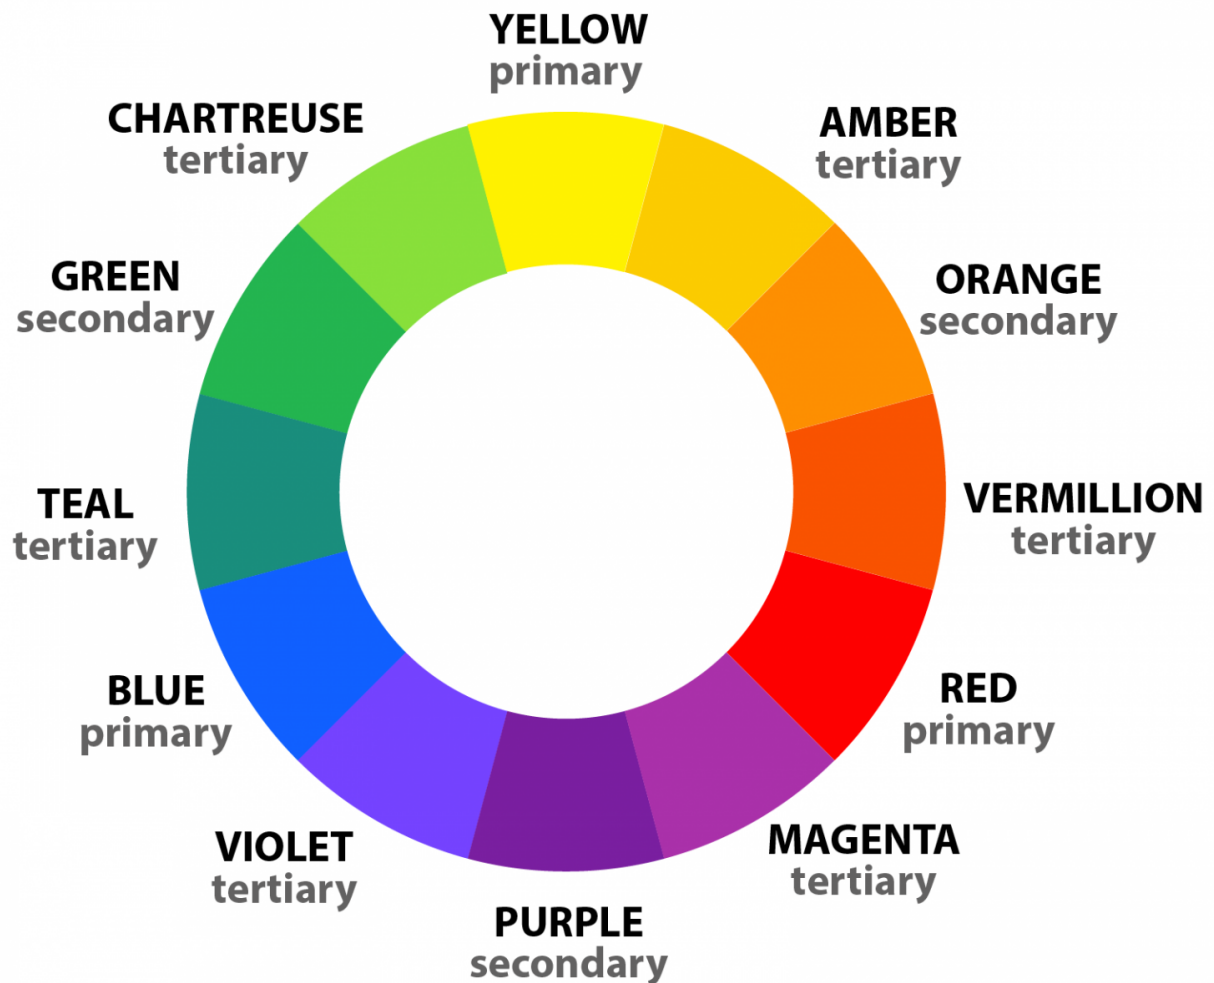 YELLOW
primary
AMBER
tertiary
ORANGE
secondary
VERMILLION
tertiary
RED
primary
MAGENTA
tertiary
PURPLE
secondary
VIOLET
tertiary
BLUE
primary
TEAL
tertiary
GREEN
secondary
CHARTREUSE
tertiary